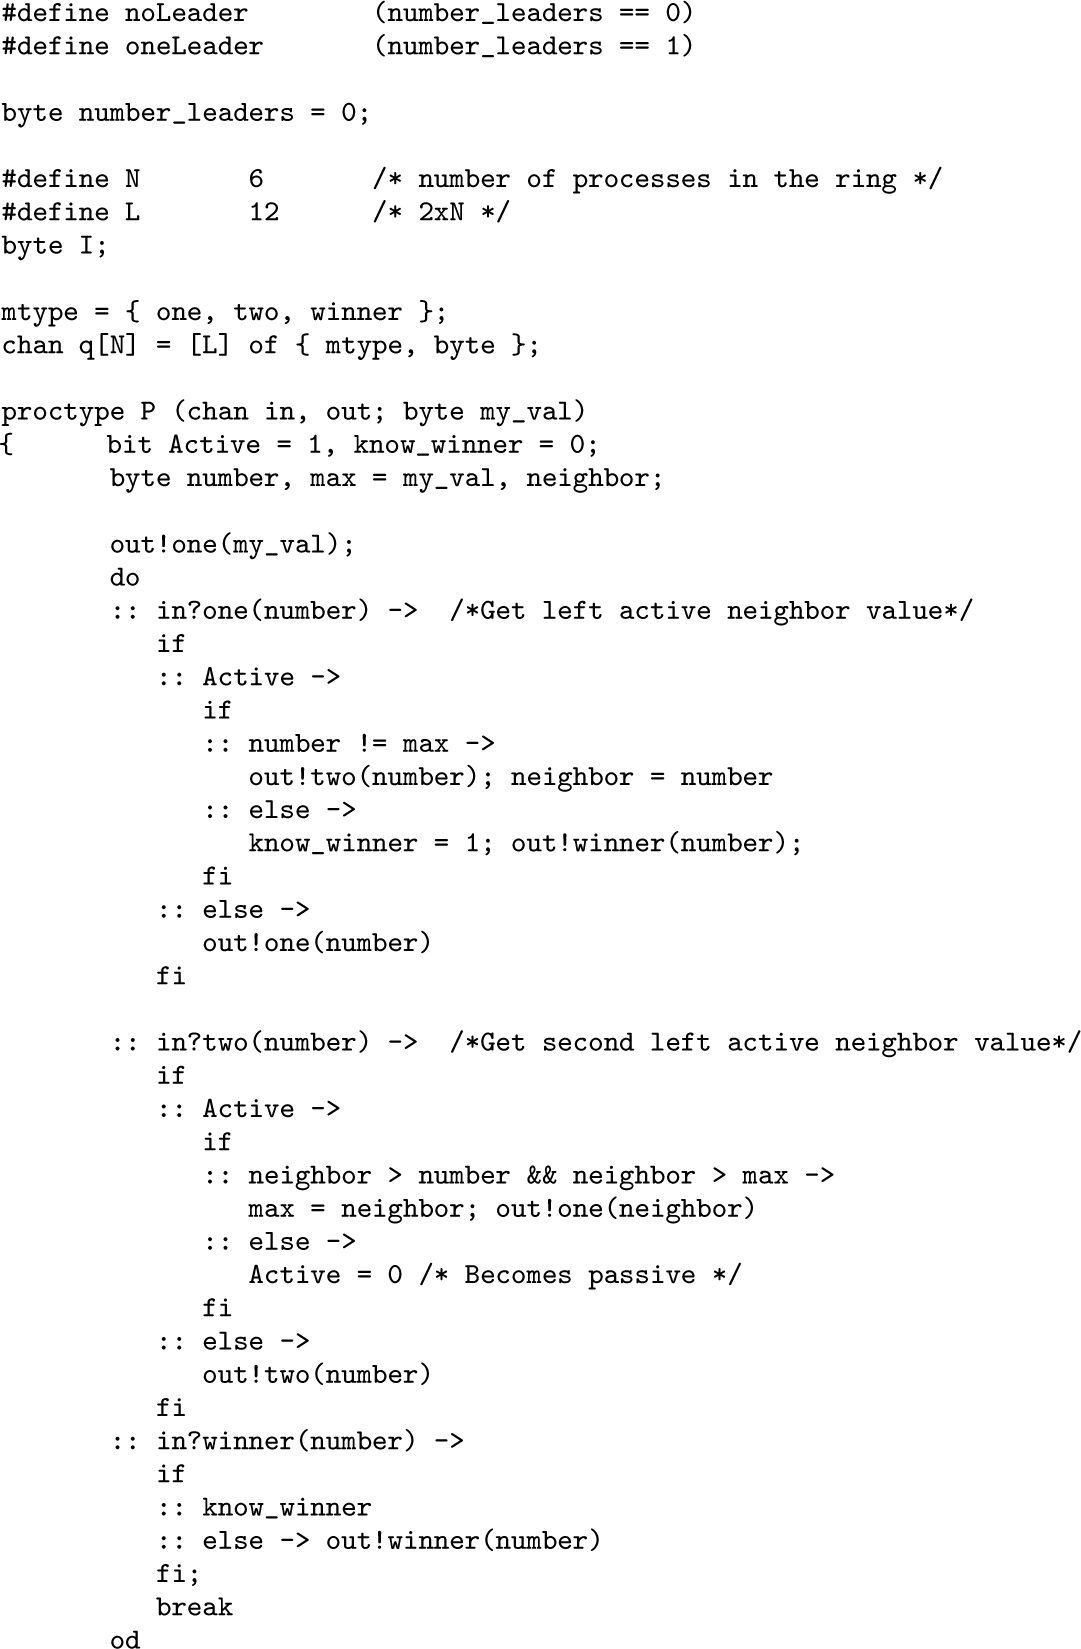 #define noLeader        (number_leaders == 0)
#define oneLeader       (number_leaders == 1)

byte number_leaders = 0;

#define N       6       /* number of processes in the ring */
#define L       12      /* 2xN */
byte I;

mtype = { one, two, winner };
chan q[N] = [L] of { mtype, byte };

proctype P (chan in, out; byte my_val)
{      bit Active = 1, know_winner = 0;
       byte number, max = my_val, neighbor;

       out!one(my_val);
       do
       :: in?one(number) ->  /*Get left active neighbor value*/
          if
          :: Active ->
             if
             :: number != max ->
                out!two(number); neighbor = number
             :: else ->
                know_winner = 1; out!winner(number);
             fi
          :: else ->
             out!one(number)
          fi

       :: in?two(number) ->  /*Get second left active neighbor value*/
          if
          :: Active ->
             if
             :: neighbor > number && neighbor > max ->
                max = neighbor; out!one(neighbor)
             :: else ->
                Active = 0 /* Becomes passive */
             fi
          :: else ->
             out!two(number)
          fi
       :: in?winner(number) ->
          if
          :: know_winner
          :: else -> out!winner(number)
          fi;
          break
       od